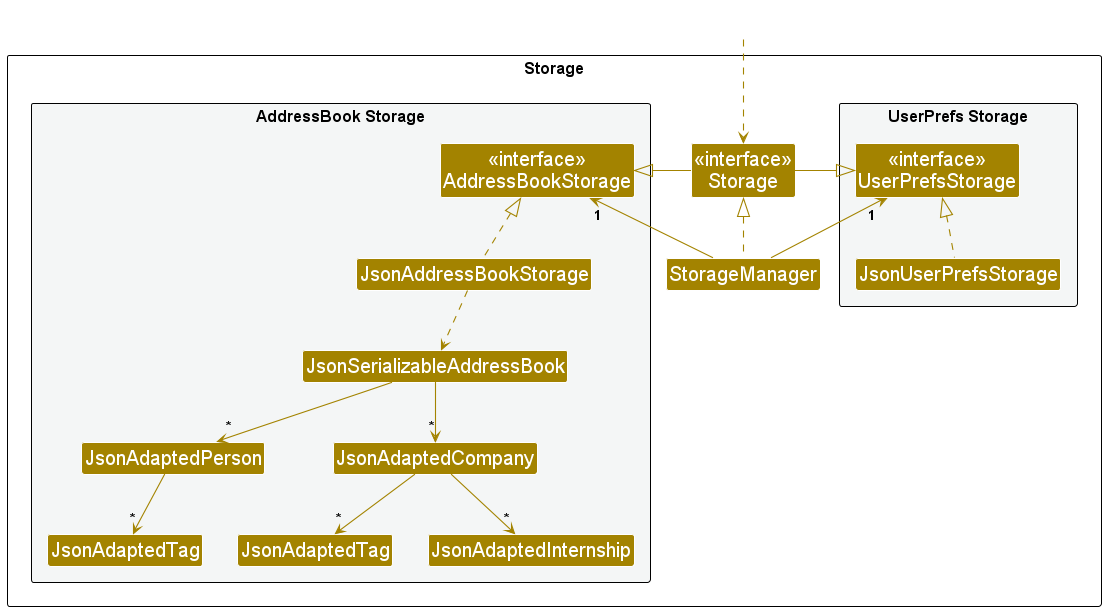 Storage
AddressBook Storage
UserPrefs Storage
«interface»
AddressBookStorage
«interface»
Storage
«interface»
UserPrefsStorage
1
1
JsonAddressBookStorage
StorageManager
JsonUserPrefsStorage
JsonSerializableAddressBook
*
*
JsonAdaptedPerson
JsonAdaptedCompany
*
*
*
JsonAdaptedTag
JsonAdaptedTag
JsonAdaptedInternship